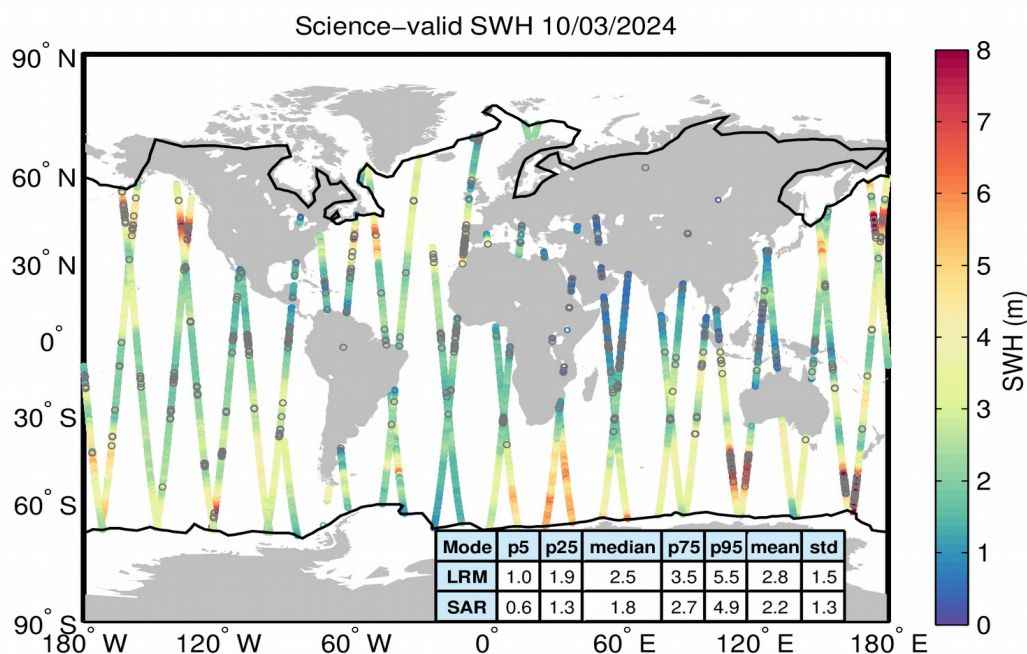 Science−valid SWH 10/03/2024
90° N
60° N
30° N
0°
30° S
60° S
90° S
180° W
120° W
60° W
0°
60° E
120° E
180° E
8
7
6
5
4
3
2
1
0
SWH (m)
Mode p5 p25 median p75 p95 mean std
LRM 1.0 1.9 2.5 3.5 5.5 2.8 1.5
SAR 0.6 1.3 1.8 2.7 4.9 2.2 1.3